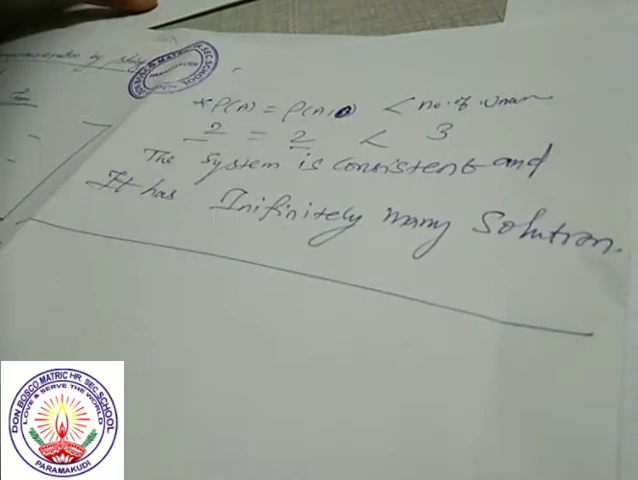 * ρ(A) = ρ(A,B) < no. of. Unkn
2 = 2 < 3
The System is consistent and
It has Inifinitely many Solution.
DON BOSCO MATRIC HR SEC SCHOOL
LOVE & SERVE THE WORLD
PARAMAKUDI